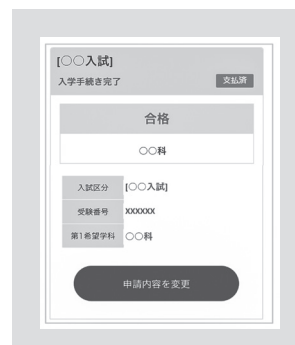 [○○入試]
入学手続き完了 支払済
合格
○○科
入試区分 [○○入試]
受験番号 XXXXXX
第1希望学科 ○○科
申請内容を変更